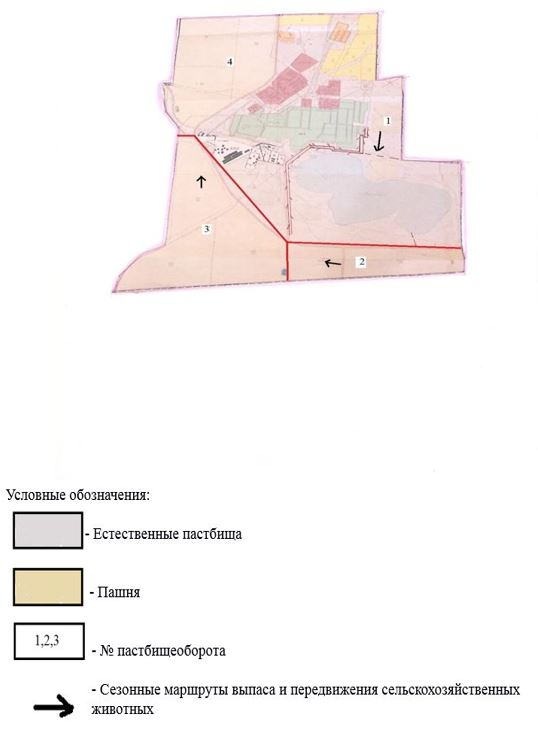 4
1
3
2
Условные обозначения:
- Естественные пастбища
- Пашня
1,2,3
- № пастбищеоборота
- Сезонные маршруты выпаса и передвижения сельскохозяйственных
животных